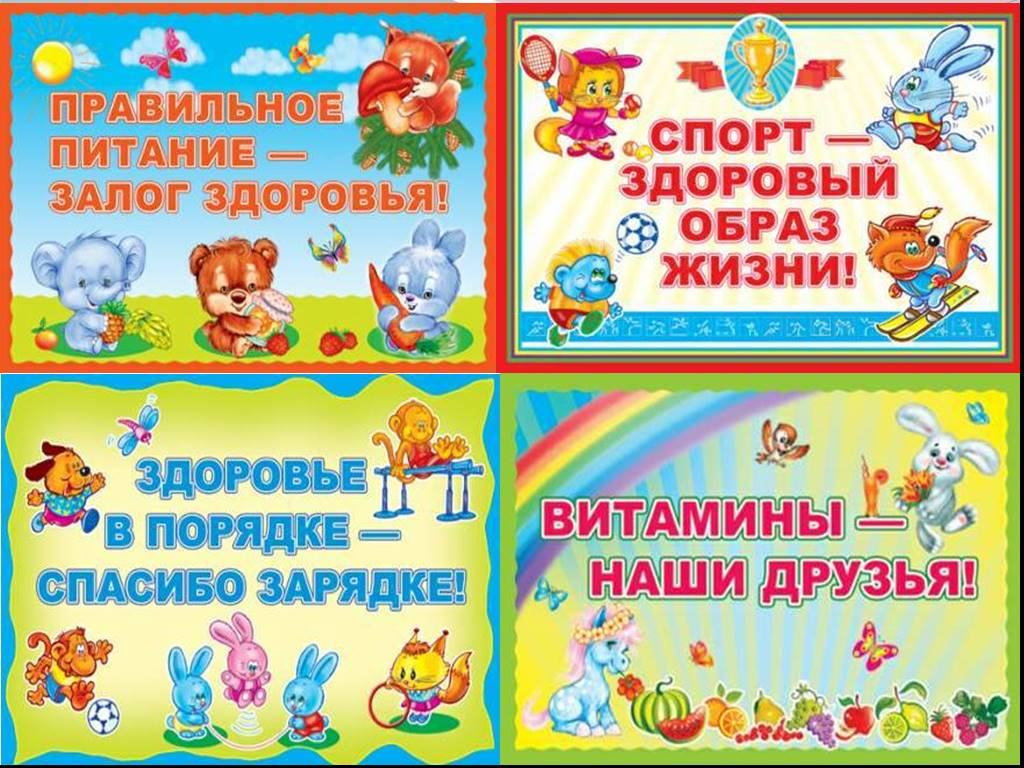 ПРАВИЛЬНОЕ
ПИТАНИЕ —
ЗАЛОГ ЗДОРОВЬЯ!
СПОРТ —
ЗДОРОВЫЙ
ОБРАЗ
ЖИЗНИ!
ЗДОРОВЬЕ
В ПОРЯДКЕ —
СПАСИБО ЗАРЯДКЕ!
ВИТАМИНЫ —
НАШИ ДРУЗЬЯ!